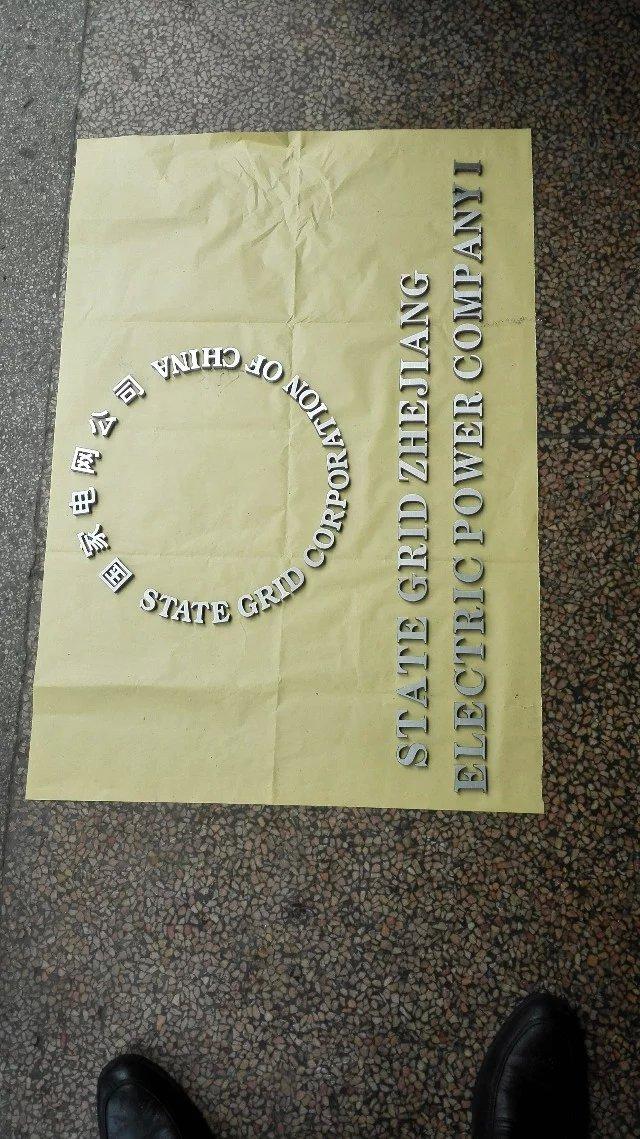 国家电网公司
STATE GRID CORPORATION OF CHINA
STATE GRID ZHEJIANG
ELECTRIC POWER COMPANY I